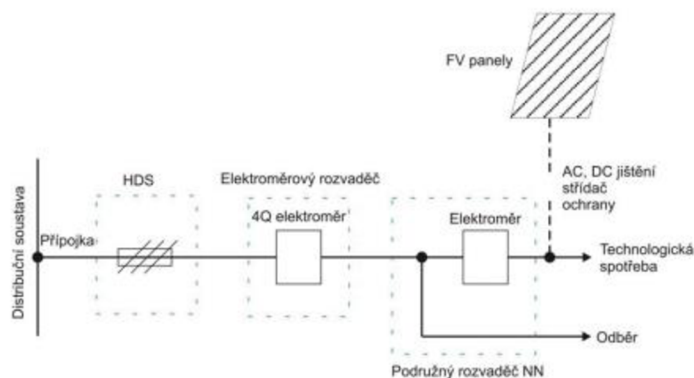 FV panely
HDS
Elektroměrový rozvaděč
AC, DC jištění
střídač
ochrany
4Q elektroměr
Elektroměr
Distribuční soustava
Přípojka
Technologická
spotřeba
Odběr
Podružný rozvaděč NN